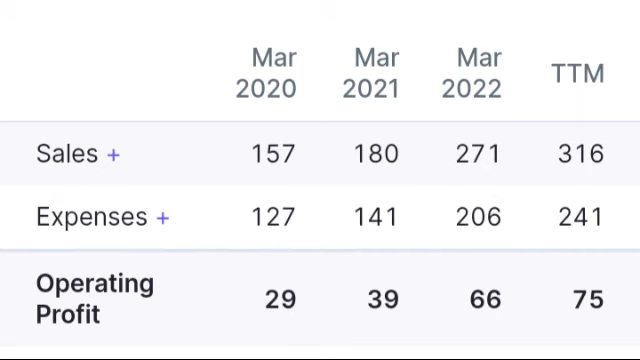 Mar 2020 Mar 2021 Mar 2022 TTM
Sales + 157 180 271 316
Expenses + 127 141 206 241
Operating Profit 29 39 66 75